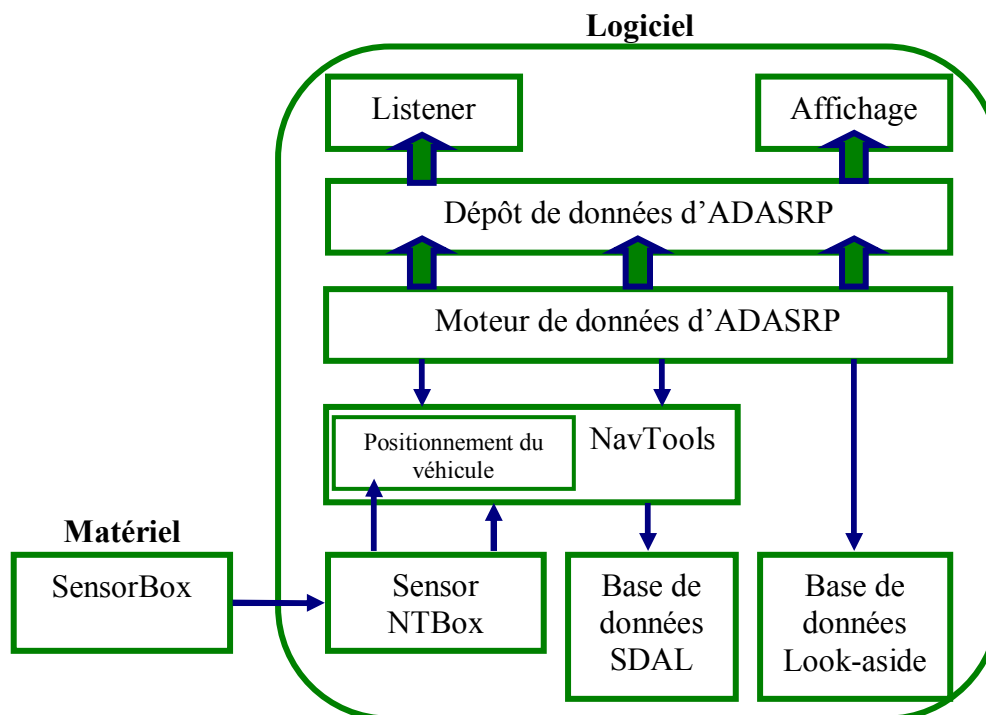 Logiciel
Listener
Affichage
Dépôt de données d'ADASRP
Moteur de données d'ADASRP
Positionnement du
véhicule
NavTools
Matériel
SensorBox
Sensor
NTBox
Base de
données
SDAL
Base de
données
Look-aside